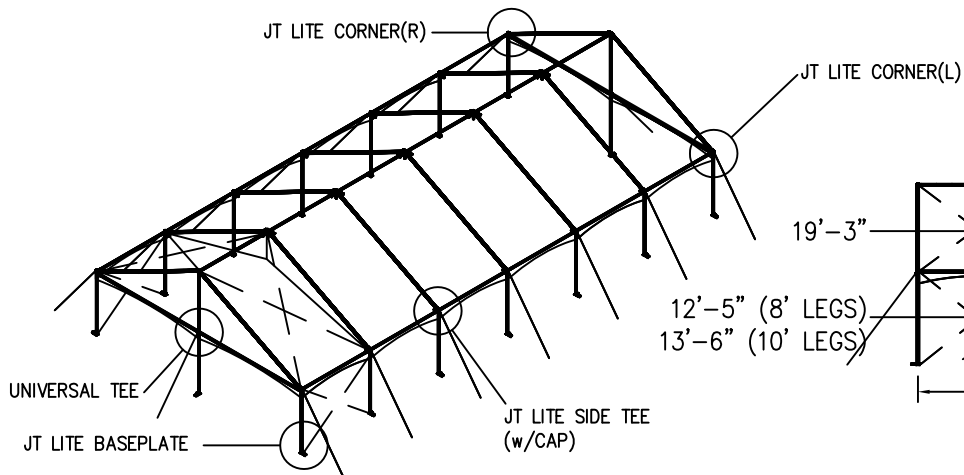 JT LITE CORNER(R)
JT LITE CORNER(L)
19'-3"
12'-5" (8' LEGS)
13'-6" (10' LEGS)
UNIVERSAL TEE
JT LITE SIDE TEE
(w/CAP)
JT LITE BASEPLATE